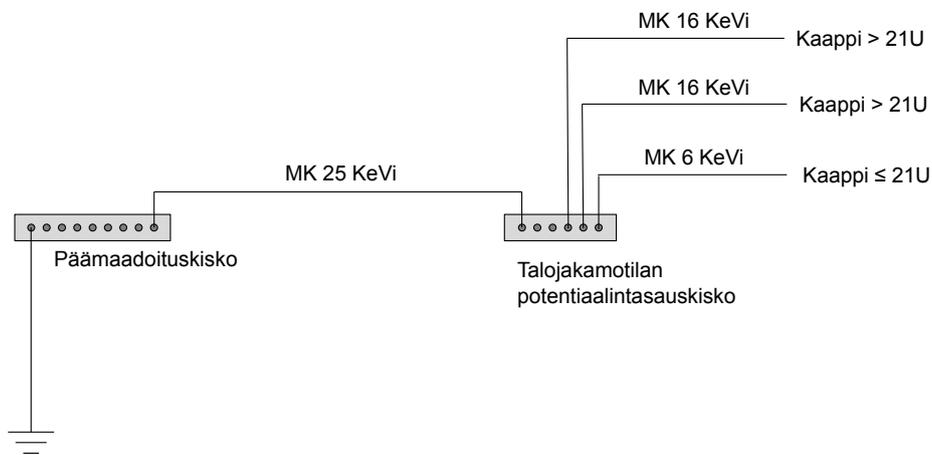 MK 16 KeVi
Kaappi > 21U
MK 16 KeVi
Kaappi > 21U
MK 6 KeVi
Kaappi ≤ 21U
MK 25 KeVi
Päämaadoituskisko
Talojakamotilan
potentiaalintasauskisko